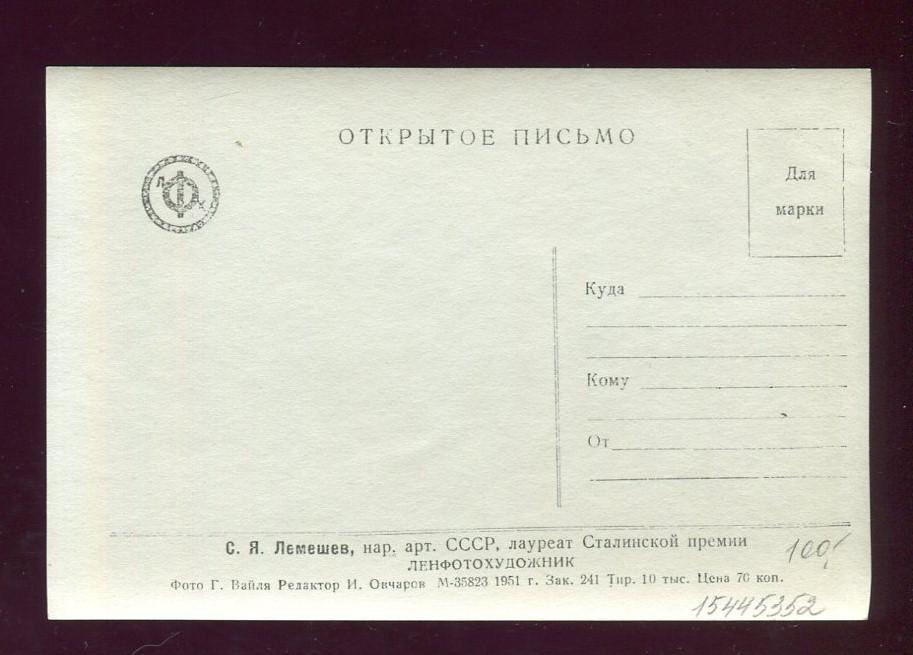 ОТКРЫТОЕ ПИСЬМО
Л Ф Х
Для
марки
Куда
Кому
От
С. Я. Лемешев, нар. арт. СССР, лауреат Сталинской премии
ЛЕНФОТОХУДОЖНИК
Фото Г. Вайля Редактор И. Овчаров М-35823 1951 г. Зак. 241 Тир. 10 тыс. Цена 70 коп.
100/
15445352